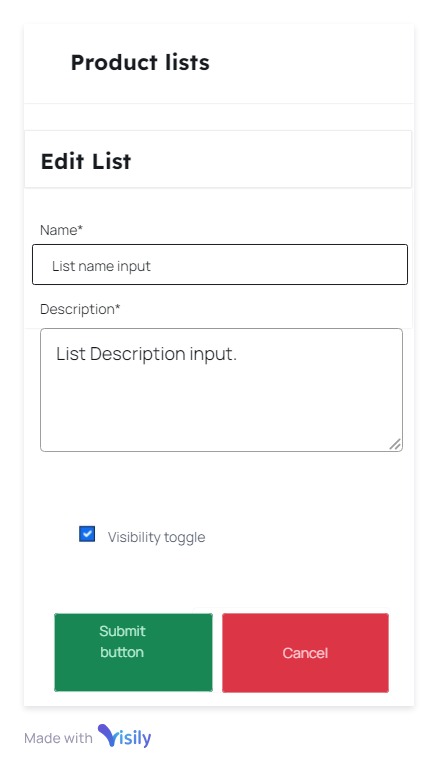 Product lists
Edit List
Name*
List name input
Description*
List Description input.
Visibility toggle
Submit
button
Cancel
Made with Visily